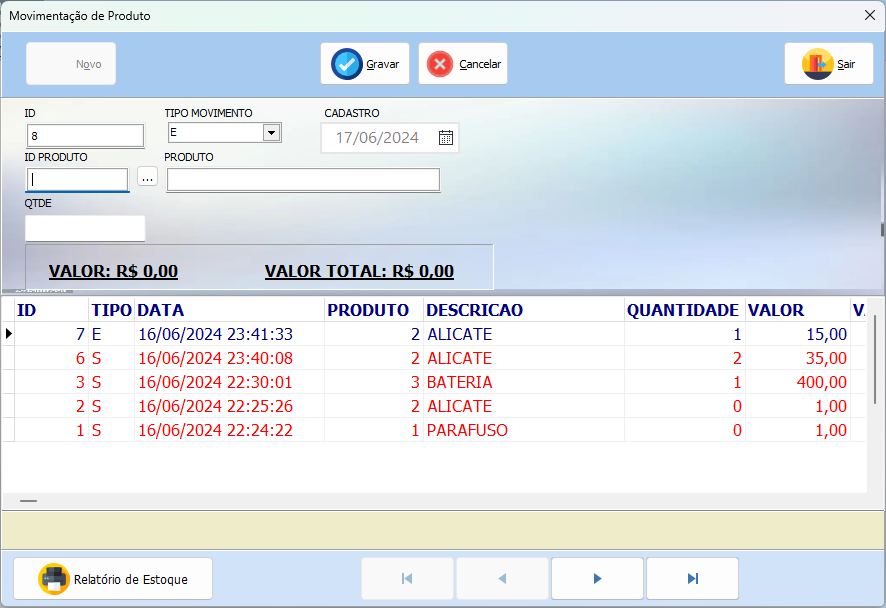 Movimentação de Produto
Novo
Gravar
Cancelar
Sair
ID
TIPO MOVIMENTO
CADASTRO
8
E
17/06/2024
ID PRODUTO
PRODUTO
...
QTDE
VALOR: R$ 0,00
VALOR TOTAL: R$ 0,00
ID TIPO DATA PRODUTO DESCRICAO QUANTIDADE VALOR
7 E 16/06/2024 23:41:33 2 ALICATE 1 15,00
6 S 16/06/2024 23:40:08 2 ALICATE 2 35,00
3 S 16/06/2024 22:30:01 3 BATERIA 1 400,00
2 S 16/06/2024 22:25:26 2 ALICATE 0 1,00
1 S 16/06/2024 22:24:22 1 PARAFUSO 0 1,00
Relatório de Estoque